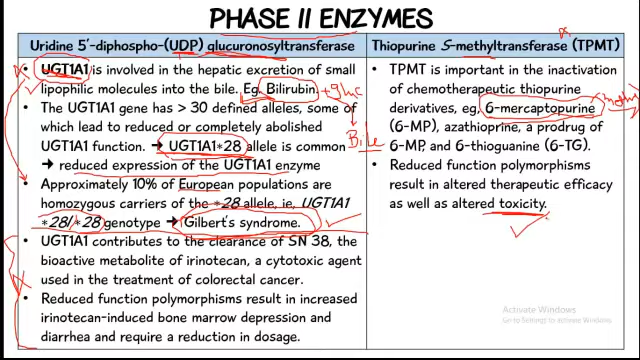 PHASE II ENZYMES
Uridine 5'-diphospho-(UDP) glucuronosyltransferase
• UGT1A1 is involved in the hepatic excretion of small
lipophilic molecules into the bile. Eg. Bilirubin
Bile
• The UGT1A1 gene has > 30 defined alleles, some of
which lead to reduced or completely abolished
UGT1A1 function. → UGT1A1*28 allele is common
→ reduced expression of the UGT1A1 enzyme
• Approximately 10% of European populations are
homozygous carriers of the *28 allele, ie, UGT1A1
*28/*28 genotype → Gilbert's syndrome.
• UGT1A1 contributes to the clearance of SN 38, the
bioactive metabolite of irinotecan, a cytotoxic agent
used in the treatment of colorectal cancer.
• Reduced function polymorphisms result in increased
irinotecan-induced bone marrow depression and
diarrhea and require a reduction in dosage.
Thiopurine S-methyltransferase (TPMT)
• TPMT is important in the inactivation
of chemotherapeutic thiopurine
derivatives, eg. 6-mercaptopurine
(6-MP), azathioprine, a prodrug of
6-MP, and 6-thioguanine (6-TG).
• Reduced function polymorphisms
result in altered therapeutic efficacy
as well as altered toxicity.
Activate Windows
Go to Settings to activate Windows.